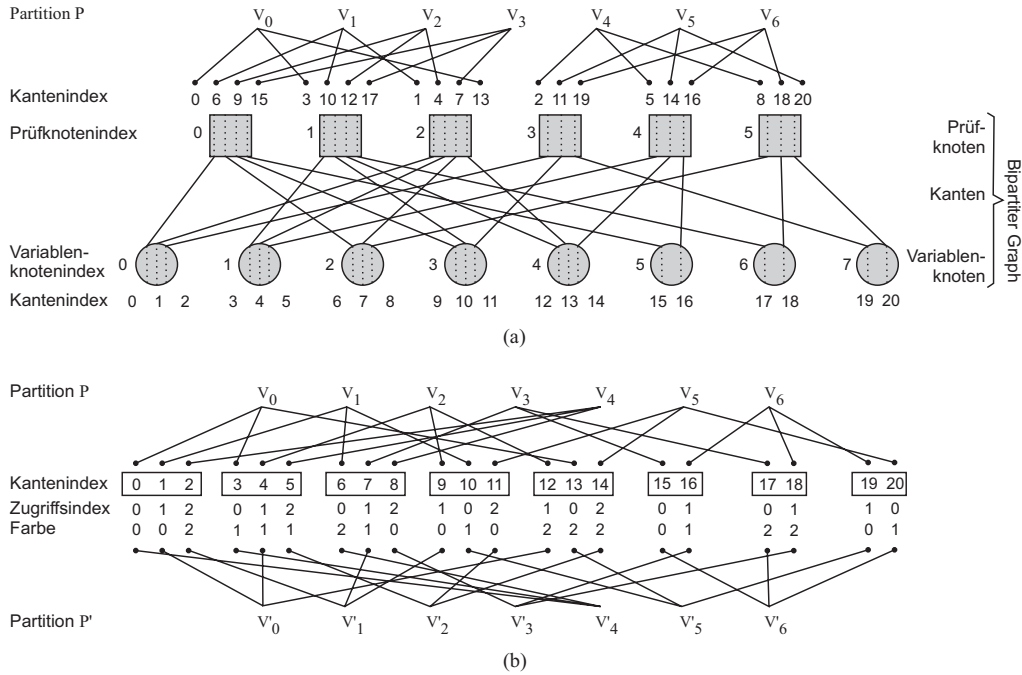 Partition P V0 V1 V2 V3 V4 V5 V6
Kantenindex 0 6 9 15 3 10 12 17 1 4 7 13 2 11 19 5 14 16 8 18 20
Prüfknotenindex 0 1 2 3 4 5 Prüf-
knoten
Kanten
Bipartiter Graph
Variablen-
knotenindex 0 1 2 3 4 5 6 7 Variablen-
knoten
Kantenindex 0 1 2 3 4 5 6 7 8 9 10 11 12 13 14 15 16 17 18 19 20
(a)
Partition P V0 V1 V2 V3 V4 V5 V6
Kantenindex 0 1 2 3 4 5 6 7 8 9 10 11 12 13 14 15 16 17 18 19 20
Zugriffsindex 0 1 2 0 1 2 0 1 2 1 0 2 1 0 2 0 1 0 1 1 0
Farbe 0 0 2 1 1 1 2 1 0 0 1 0 2 2 2 0 1 2 2 0 1
Partition P' V'0 V'1 V'2 V'3 V'4 V'5 V'6
(b)